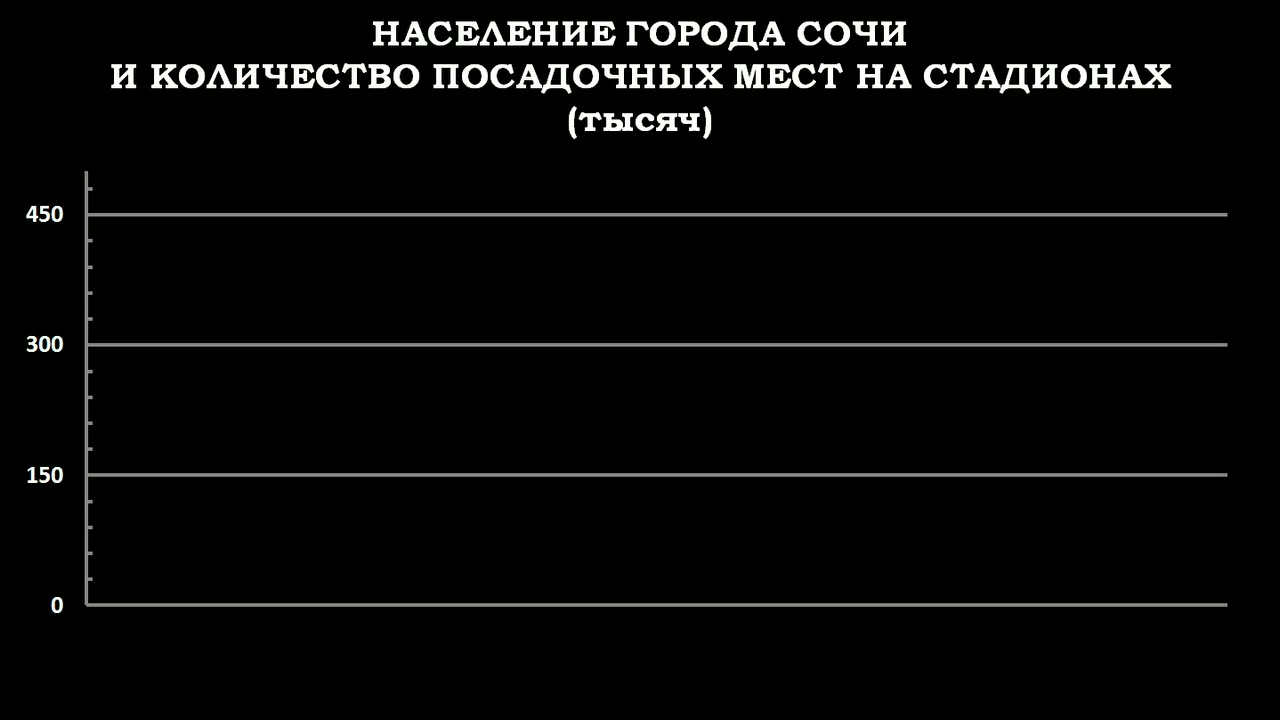 НАСЕЛЕНИЕ ГОРОДА СОЧИ
И КОЛИЧЕСТВО ПОСАДОЧНЫХ МЕСТ НА СТАДИОНАХ
(тысяч)
450
300
150
0